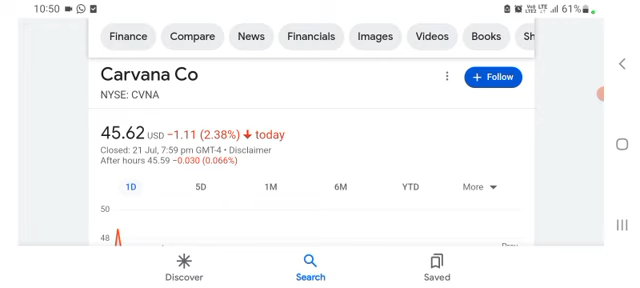 10:50
61%
Finance Compare News Financials Images Videos Books
Carvana Co
+ Follow
NYSE: CVNA
45.62 USD −1.11 (2.38%) today
Closed: 21 Jul, 7:59 pm GMT-4 • Disclaimer
After hours 45.59 −0.030 (0.066%)
1D 5D 1M 6M YTD More
50
48
Discover Search Saved